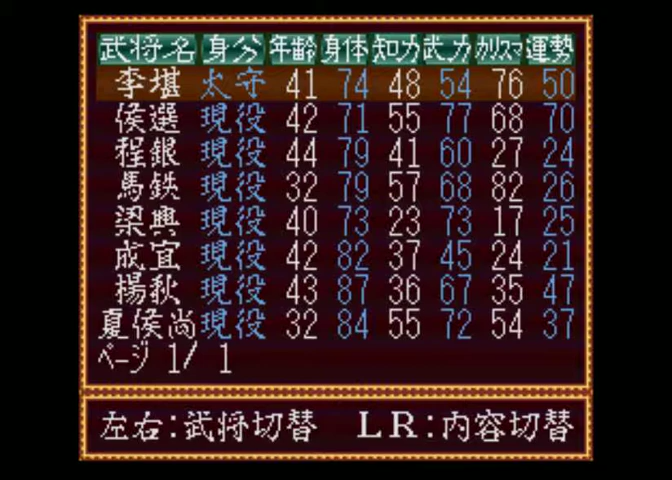 武将名 身分 年齢 身体 知力 武力 カリスマ 運勢
李堪 太守 41 74 48 54 76 50
侯選 現役 42 71 55 77 68 70
程銀 現役 44 79 41 60 27 24
馬鉄 現役 32 79 57 68 82 26
梁興 現役 40 73 23 73 17 25
成宜 現役 42 82 37 45 24 21
楊秋 現役 43 87 36 67 35 47
夏侯尚 現役 32 84 55 72 54 37
ページ 1/ 1
左右:武将切替 LR:内容切替